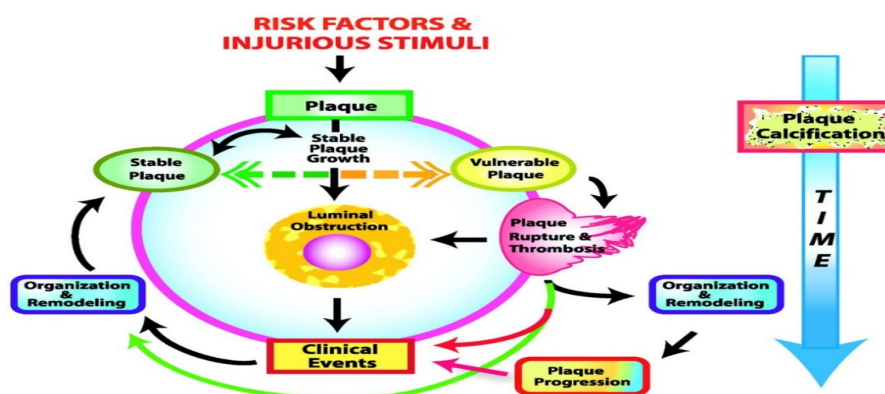 RISK FACTORS &
INJURIOUS STIMULI
Plaque
Stable
Plaque
Growth
Stable
Plaque
Vulnerable
Plaque
Luminal
Obstruction
Plaque
Rupture &
Thrombosis
Organization
&
Remodeling
Organization
&
Remodeling
Clinical
Events
Plaque
Progression
Plaque
Calcification
TIME